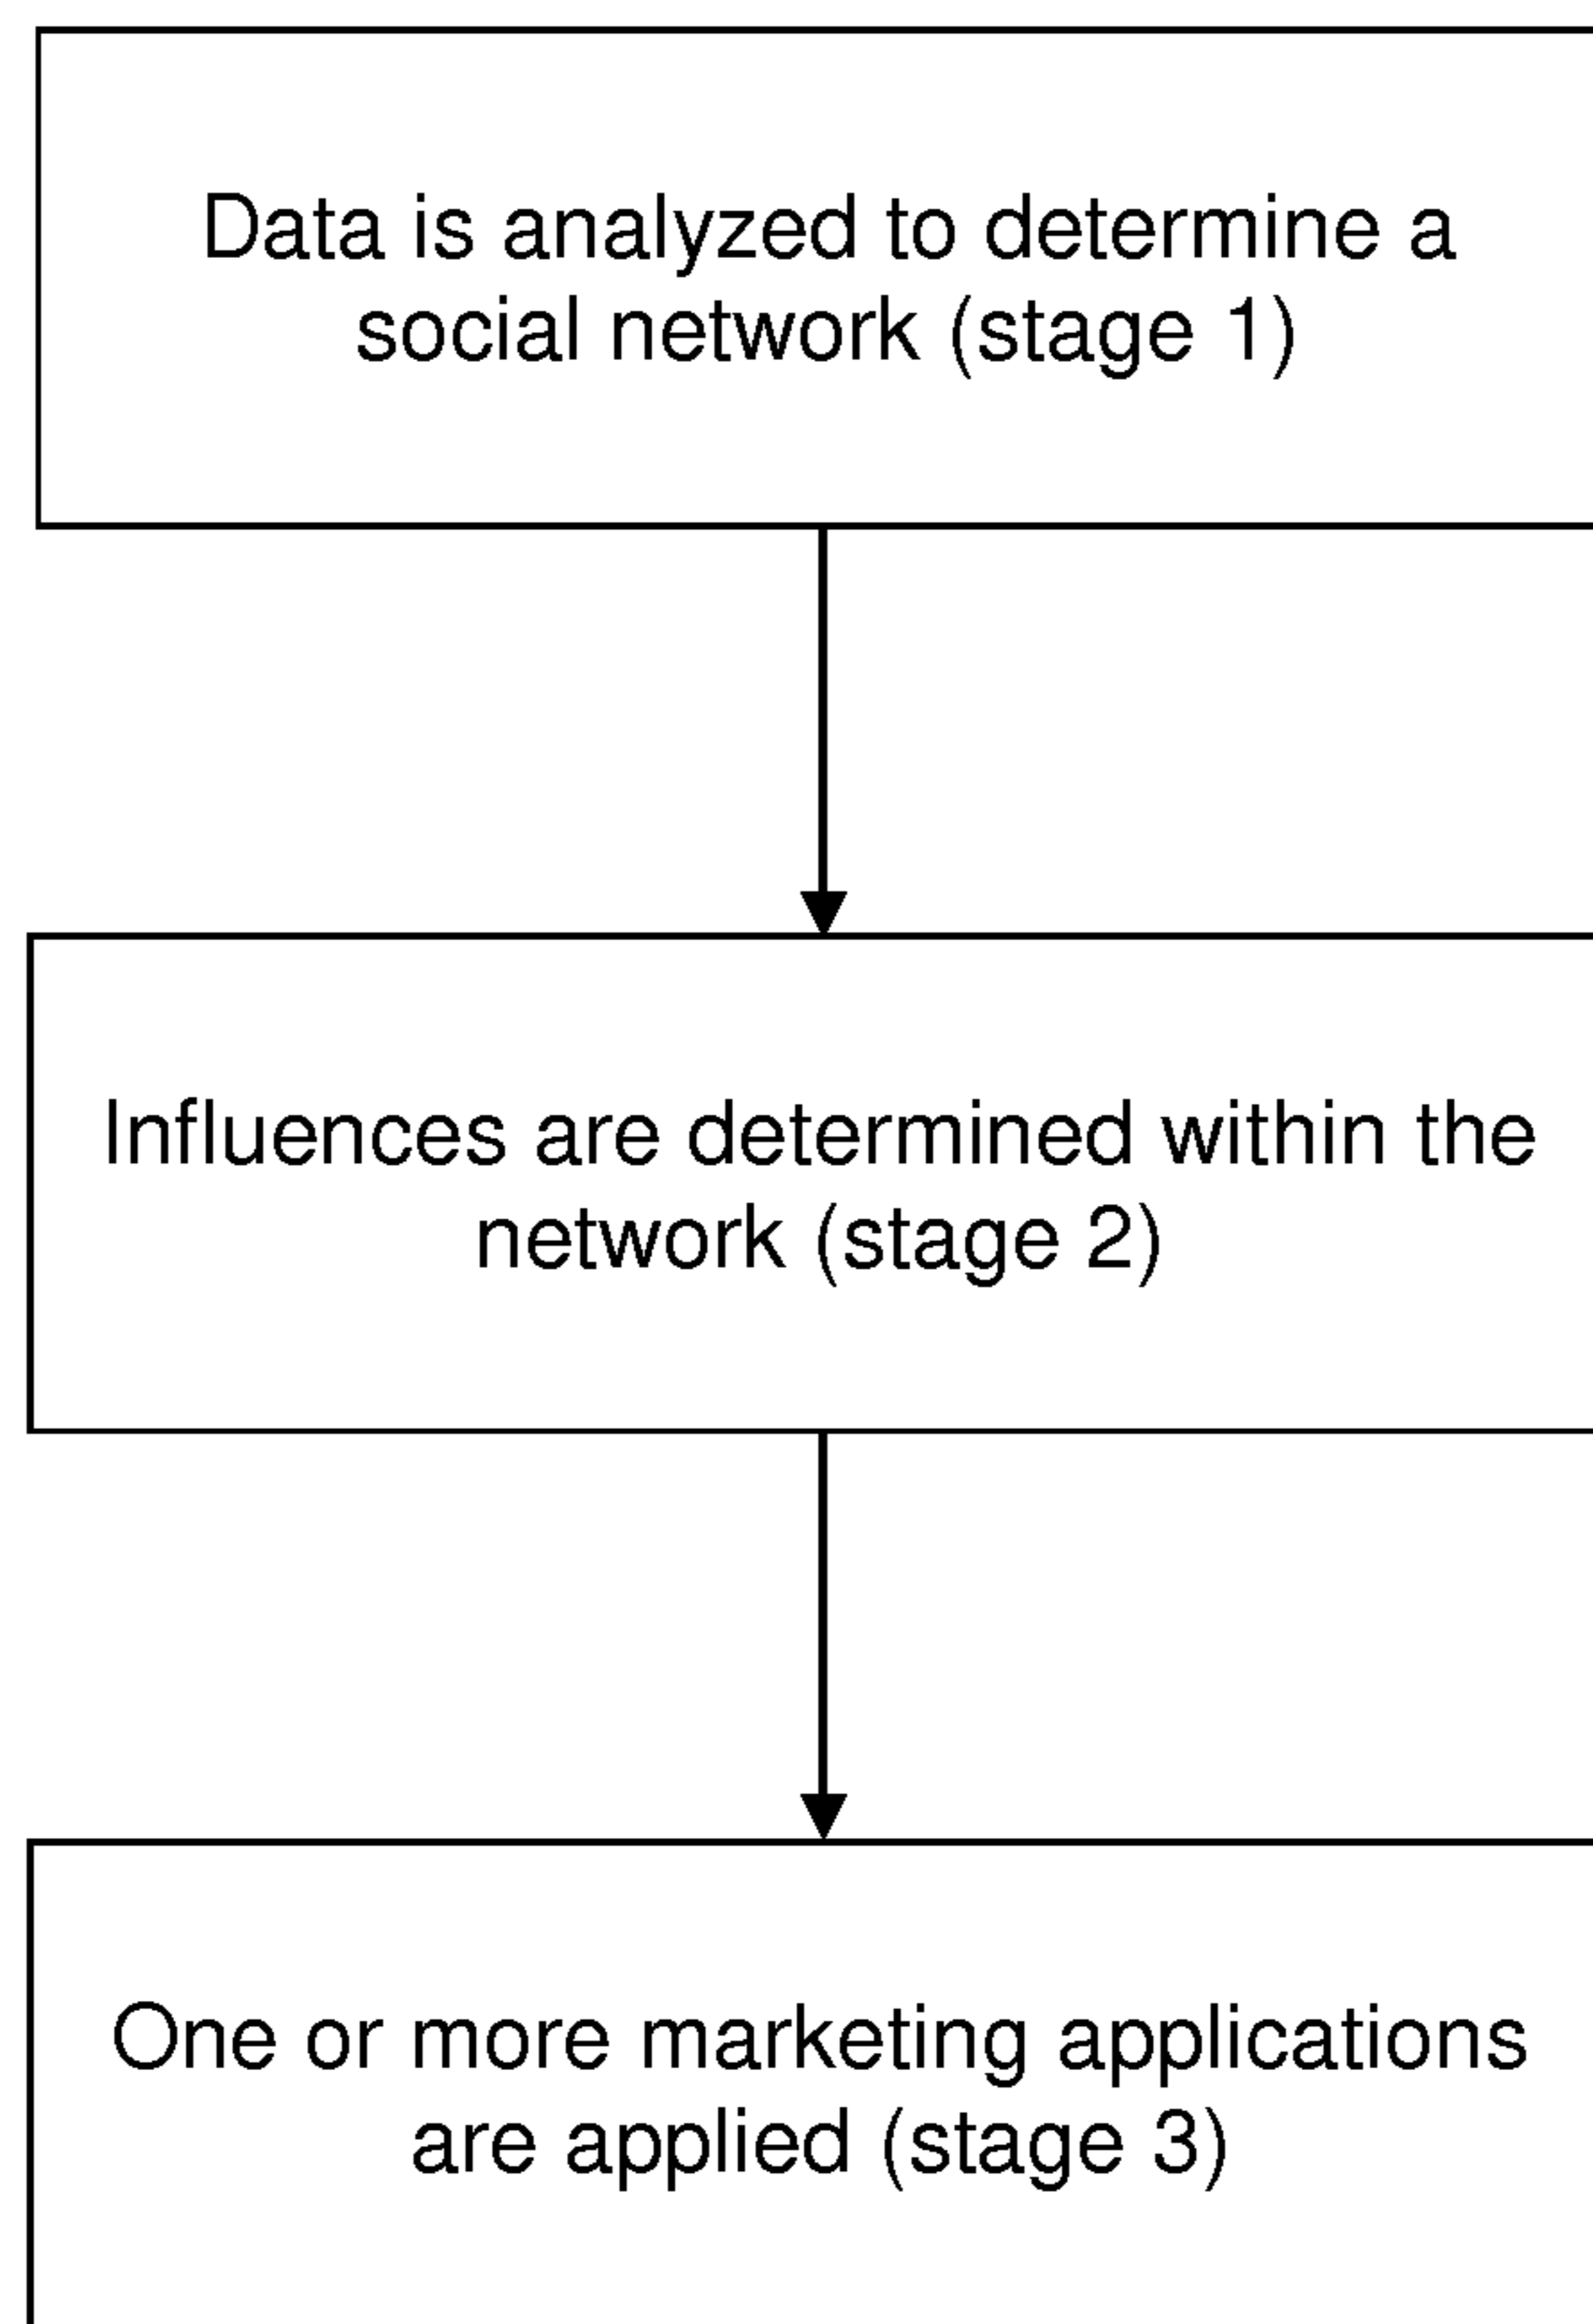 Data is analyzed to determine a
social network (stage 1)
Influences are determined within the
network (stage 2)
One or more marketing applications
are applied (stage 3)